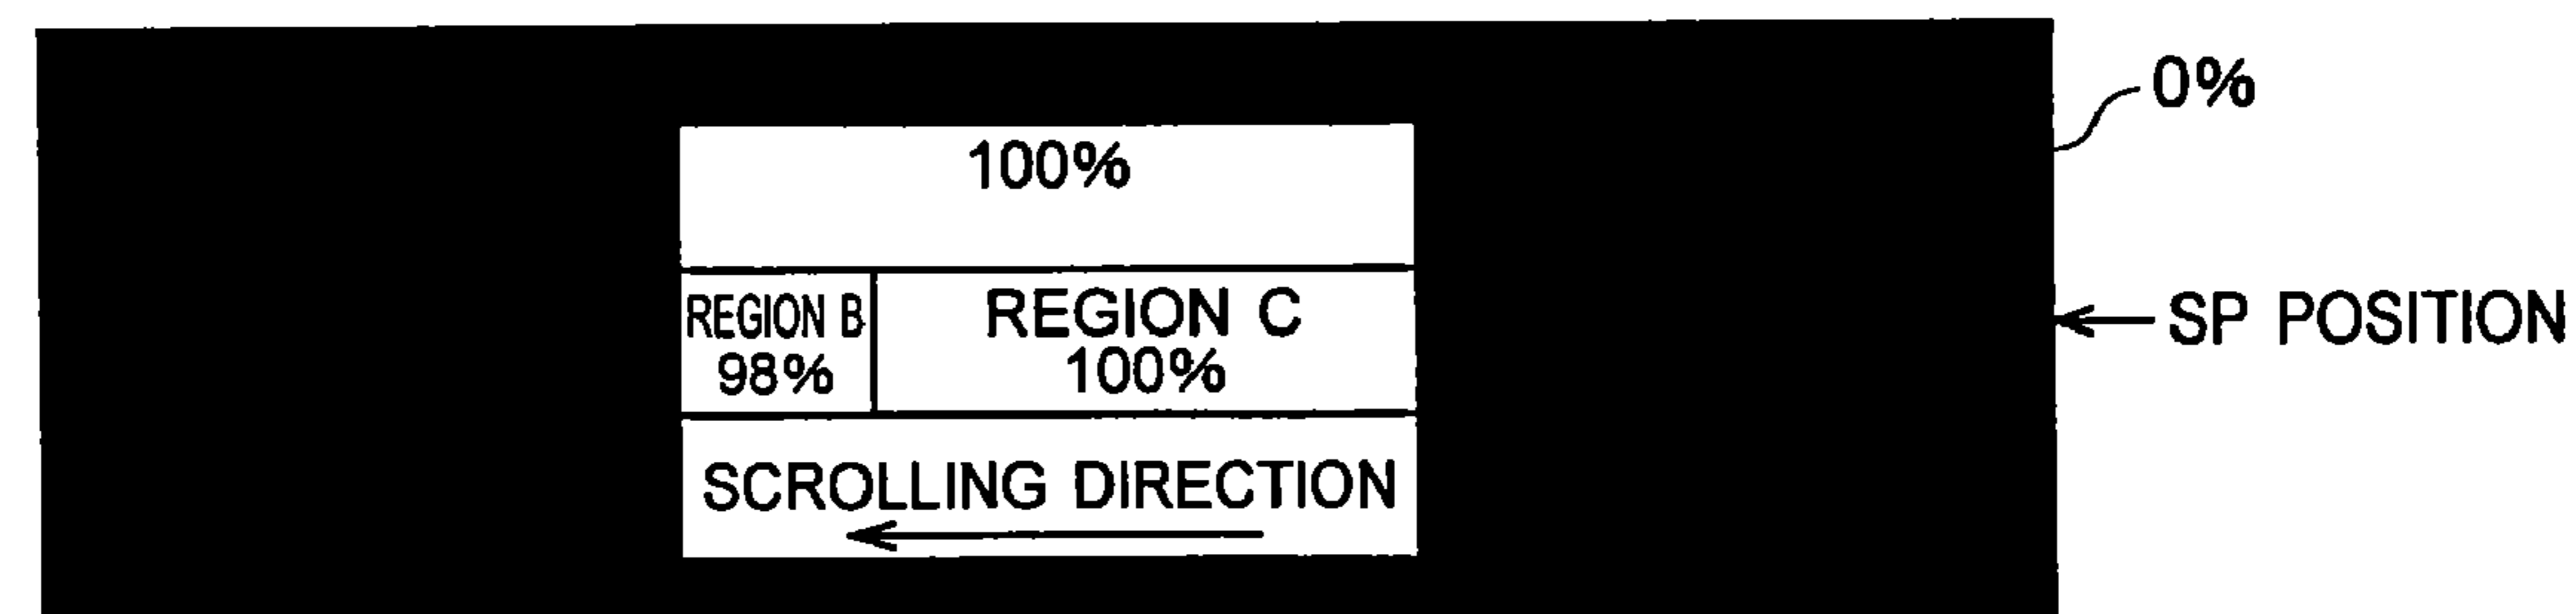 0%
100%
REGION B
98%
REGION C
100%
SP POSITION
SCROLLING DIRECTION